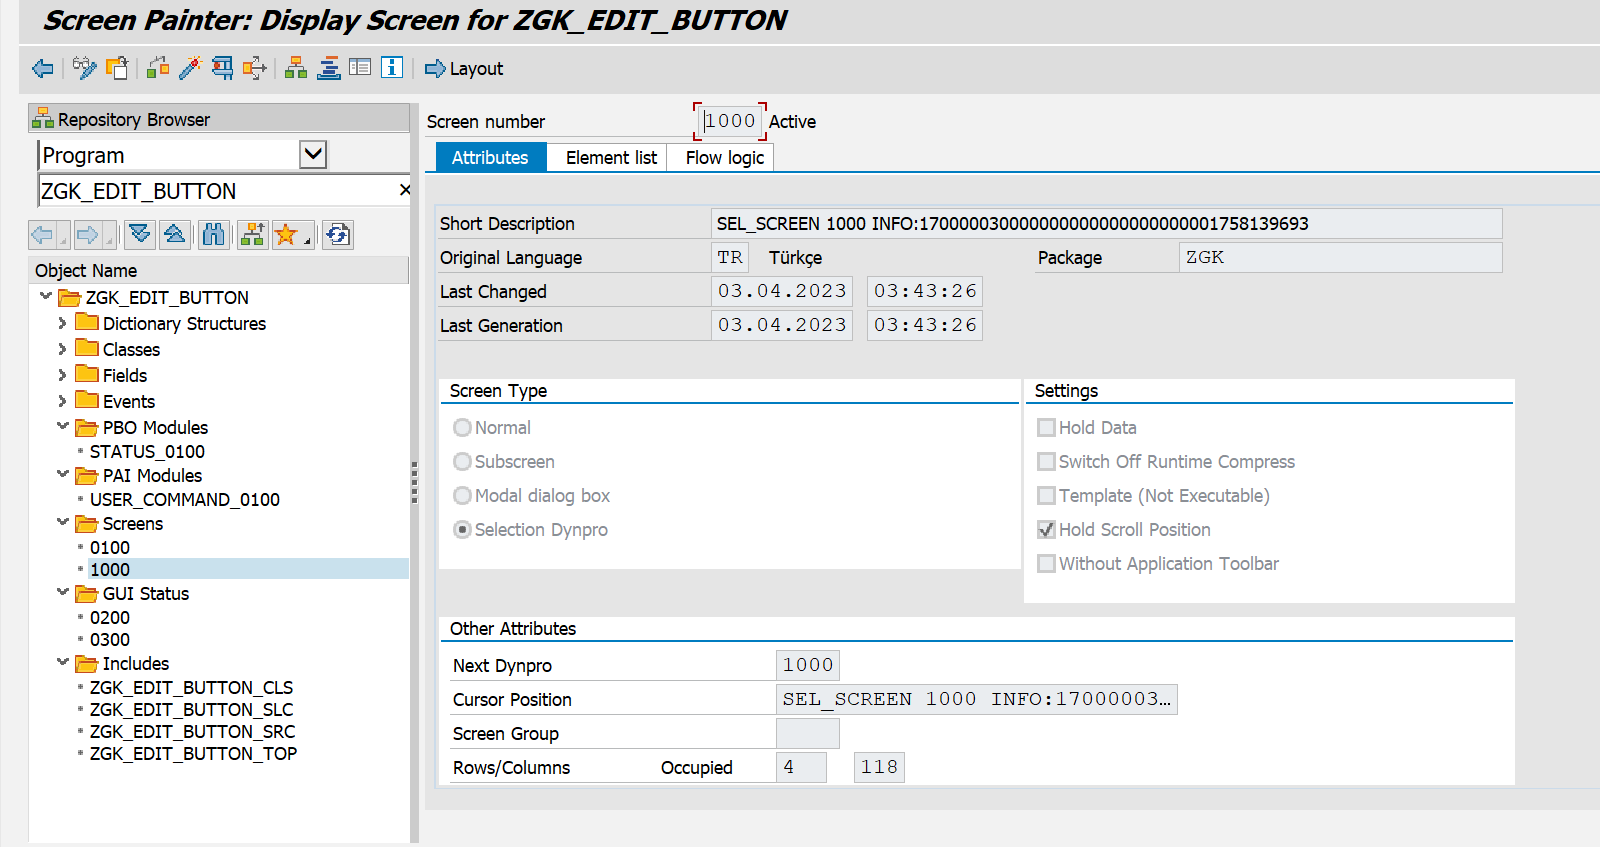 Screen Painter: Display Screen for ZGK_EDIT_BUTTON
Layout
Repository Browser
Program
ZGK_EDIT_BUTTON
Object Name
ZGK_EDIT_BUTTON
Dictionary Structures
Classes
Fields
Events
PBO Modules
STATUS_0100
PAI Modules
USER_COMMAND_0100
Screens
0100
1000
GUI Status
0200
0300
Includes
ZGK_EDIT_BUTTON_CLS
ZGK_EDIT_BUTTON_SLC
ZGK_EDIT_BUTTON_SRC
ZGK_EDIT_BUTTON_TOP
Screen number 1000 Active
Attributes Element list Flow logic
Short Description SEL_SCREEN 1000 INFO:1700000300000000000000000001758139693
Original Language TR Türkçe Package ZGK
Last Changed 03.04.2023 03:43:26
Last Generation 03.04.2023 03:43:26
Screen Type
Normal
Subscreen
Modal dialog box
Selection Dynpro
Settings
Hold Data
Switch Off Runtime Compress
Template (Not Executable)
Hold Scroll Position
Without Application Toolbar
Other Attributes
Next Dynpro 1000
Cursor Position SEL_SCREEN 1000 INFO:17000003...
Screen Group
Rows/Columns Occupied 4 118